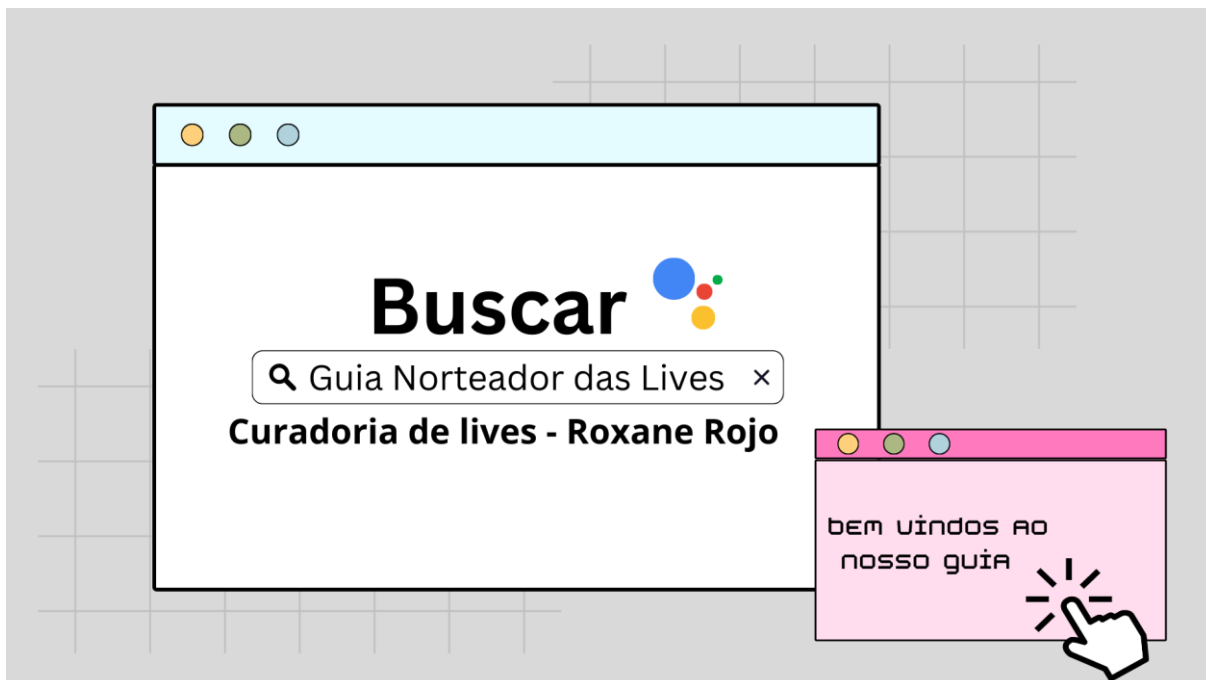 Buscar
Guia Norteador das Lives ×
Curadoria de lives - Roxane Rojo
bem vindos ao
nosso guia